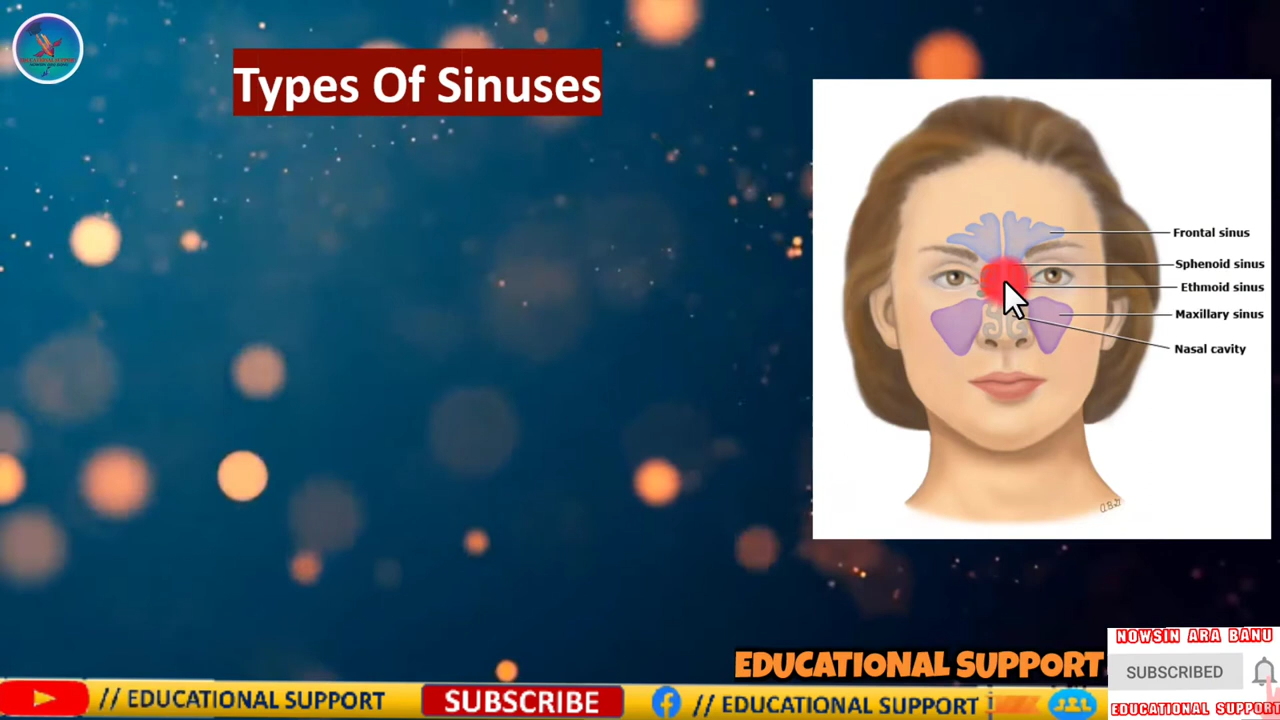 Types Of Sinuses
Frontal sinus
Sphenoid sinus
Ethmoid sinus
Maxillary sinus
Nasal cavity
EDUCATIONAL SUPPORT
NOWSIN ARA BANU
SUBSCRIBED
EDUCATIONAL SUPPORT
// EDUCATIONAL SUPPORT
SUBSCRIBE
// EDUCATIONAL SUPPORT